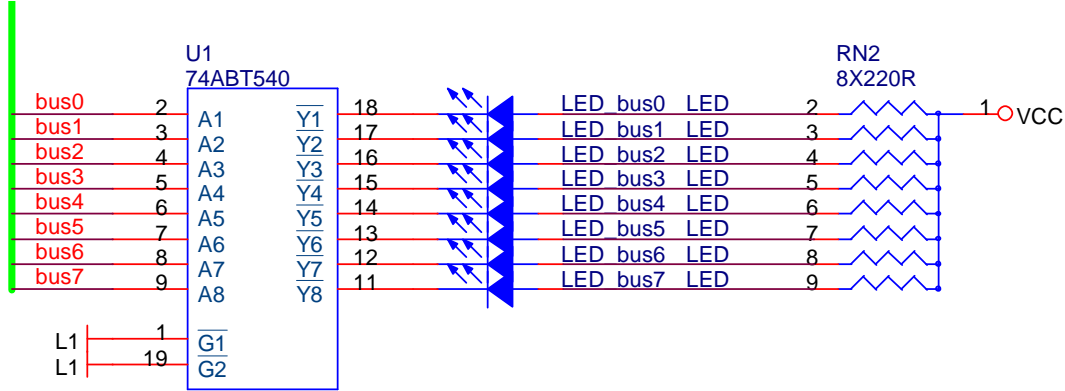 U1
74ABT540
RN2
8X220R
bus0 2 A1 Y1 18 LED_bus0 LED 2 1 VCC
bus1 3 A2 Y2 17 LED_bus1 LED 3
bus2 4 A3 Y3 16 LED_bus2 LED 4
bus3 5 A4 Y4 15 LED_bus3 LED 5
bus4 6 A5 Y5 14 LED_bus4 LED 6
bus5 7 A6 Y6 13 LED_bus5 LED 7
bus6 8 A7 Y7 12 LED_bus6 LED 8
bus7 9 A8 Y8 11 LED_bus7 LED 9
L1 1 G1
L1 19 G2